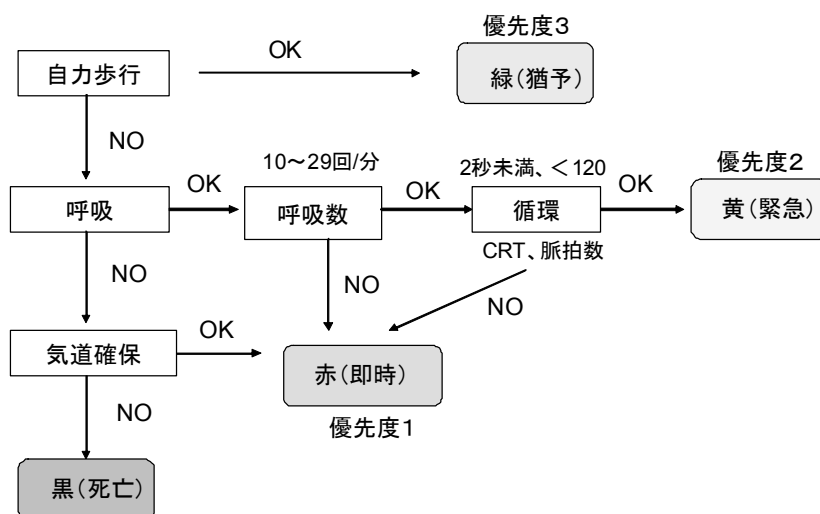 優先度3
OK
自力歩行
緑(猶予)
NO
10～29回/分
2秒未満、＜120
優先度2
OK
OK
OK
呼吸
呼吸数
循環
黄(緊急)
CRT、脈拍数
NO
NO
NO
OK
気道確保
赤(即時)
NO
優先度1
黒(死亡)